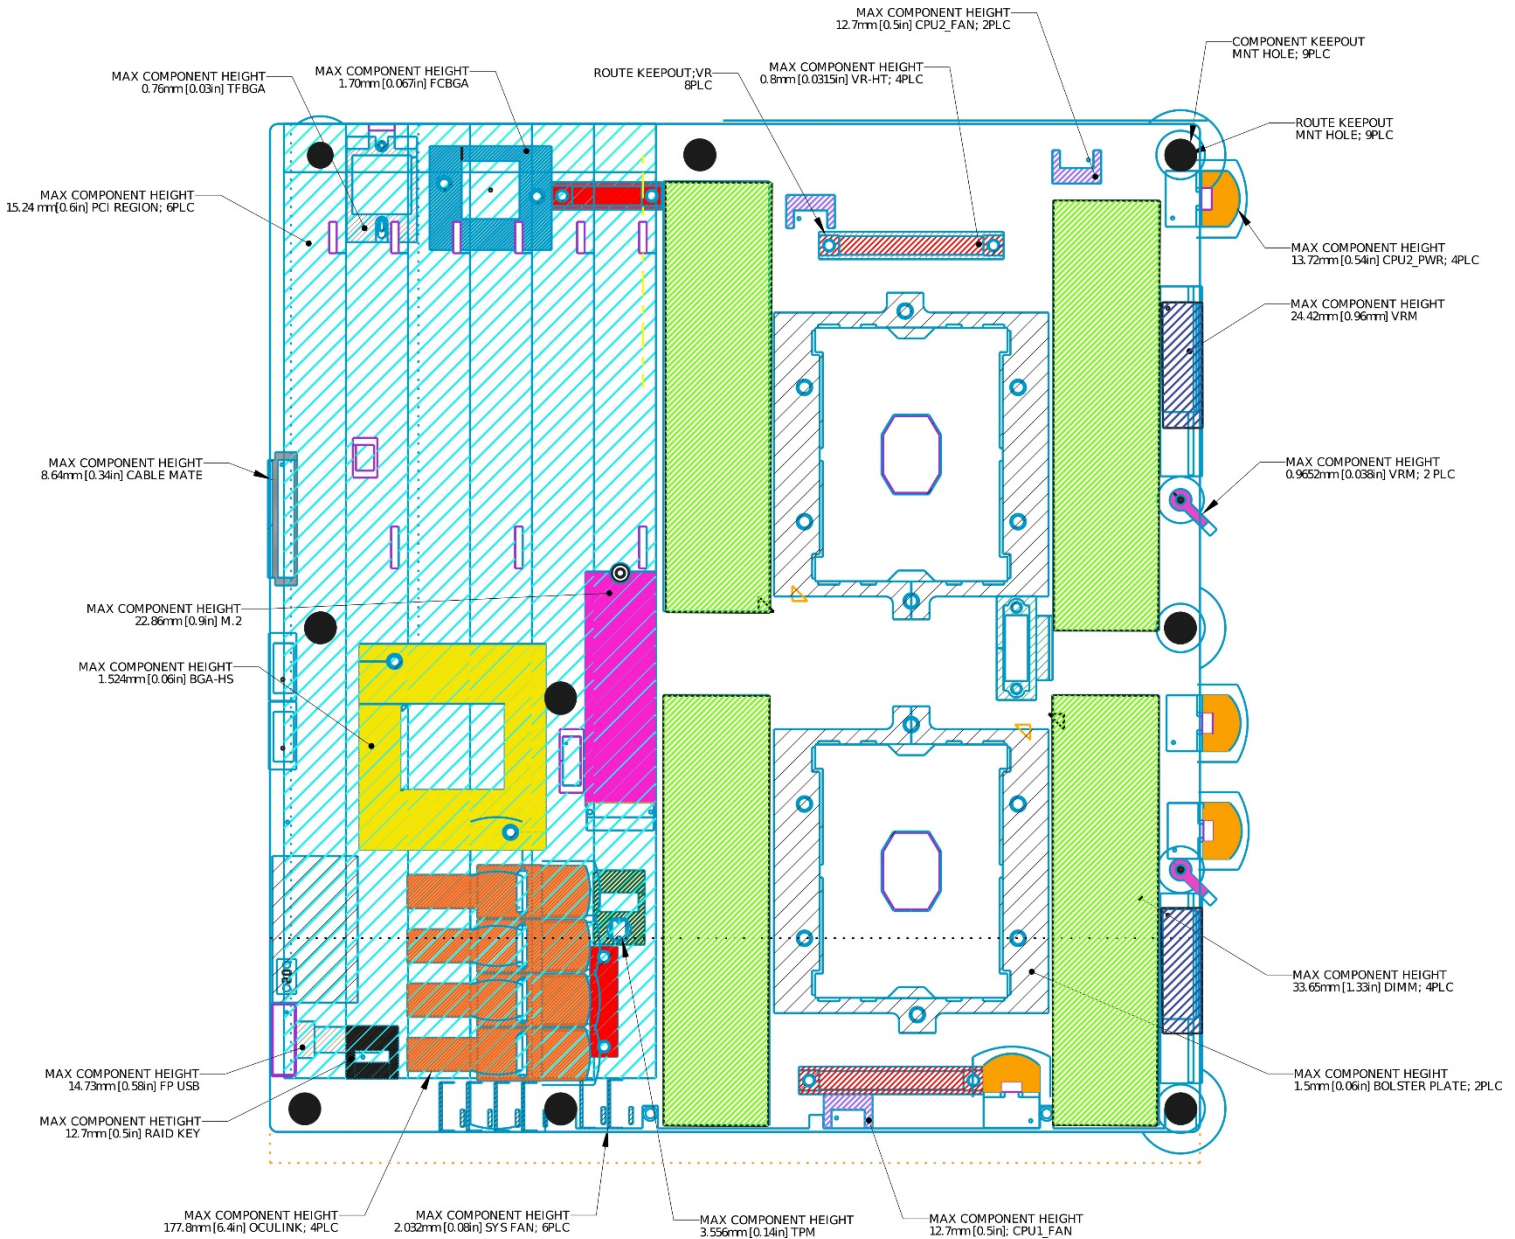 MAX COMPONENT HEIGHT
12.7mm [0.5in] CPU2_FAN; 2PLC
COMPONENT KEEPOUT
MNT HOLE; 9PLC
MAX COMPONENT HEIGHT
0.76mm [0.03in] TFBGA
MAX COMPONENT HEIGHT
1.70mm [0.067in] FCBGA
ROUTE KEEPOUT;VR
8PLC
MAX COMPONENT HEIGHT
0.8mm [0.0315in] VR-HT; 4PLC
ROUTE KEEPOUT
MNT HOLE; 9PLC
MAX COMPONENT HEIGHT
15.24 mm[0.6in] PCI REGION; 6PLC
MAX COMPONENT HEIGHT
13.72mm [0.54in] CPU2_PWR; 4PLC
MAX COMPONENT HEIGHT
24.42mm [0.96mm] VRM
MAX COMPONENT HEIGHT
8.64mm [0.34in] CABLE MATE
MAX COMPONENT HEIGHT
0.9652mm [0.038in] VRM; 2 PLC
MAX COMPONENT HEIGHT
22.86mm [0.9in] M.2
MAX COMPONENT HEIGHT
1.524mm [0.06in] BGA-HS
MAX COMPONENT HEIGHT
33.65mm [1.33in] DIMM; 4PLC
MAX COMPONENT HEIGHT
14.73mm [0.58in] FP USB
MAX COMPONENT HEGIHT
1.5mm [0.06in] BOLSTER PLATE; 2PLC
MAX COMPONENT HETIGHT
12.7mm [0.5in] RAID KEY
MAX COMPONENT HEIGHT
177.8mm [6.4in] OCULINK; 4PLC
MAX COMPONENT HEIGHT
2.032mm [0.08in] SYS FAN; 6PLC
MAX COMPONENT HEIGHT
3.556mm [0.14in] TPM
MAX COMPONENT HEIGHT
12.7mm [0.5in]; CPU1_FAN